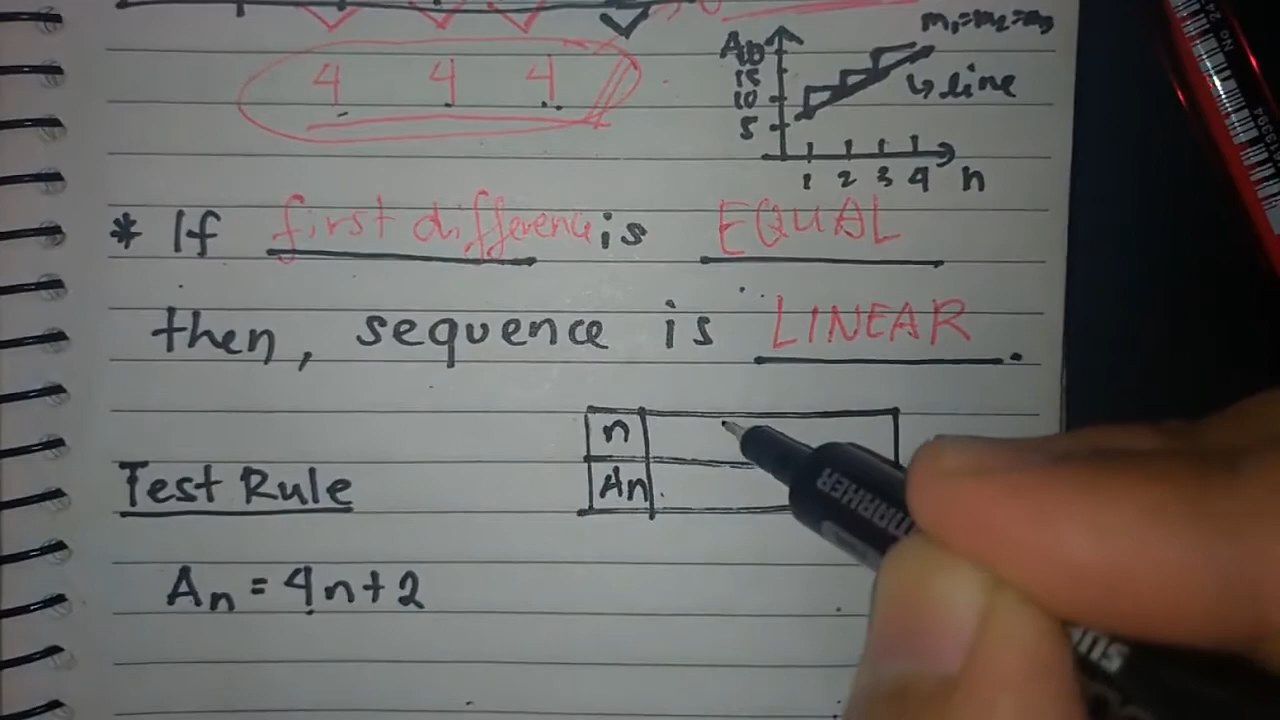 4 4 4
An
15
10
5
1 2 3 4 n
m₁=m₂=m₃
↳ line
* If first difference is EQUAL
then, sequence is LINEAR.
n
An
Test Rule
An = 4n+2
MARKER
No